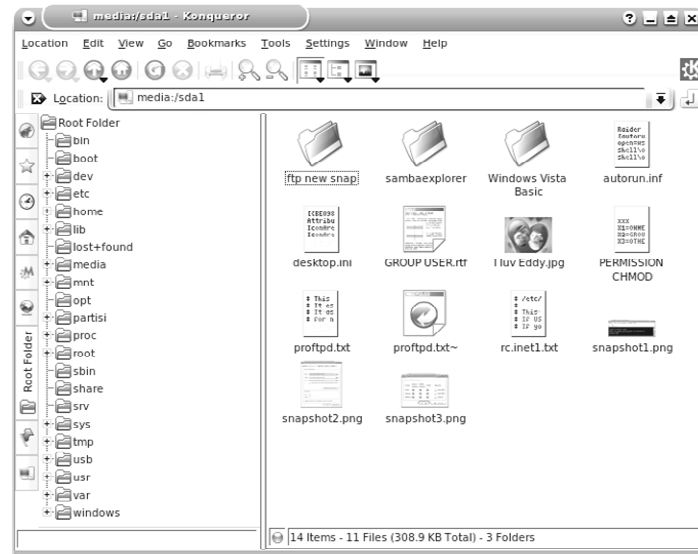 media:/sda1 - Konqueror
Location Edit View Go Bookmarks Tools Settings Window Help
Location: media:/sda1
Root Folder
Root Folder
bin
boot
dev
etc
home
lib
lost+found
media
mnt
opt
partisi
proc
root
sbin
share
srv
sys
tmp
usb
usr
var
windows
ftp new snap
sambaexplorer
Windows Vista
Basic
autorun.inf
desktop.ini
GROUP USER.rtf
I luv Eddy.jpg
PERMISSION
CHMOD
proftpd.txt
proftpd.txt~
rc.inet1.txt
snapshot1.png
snapshot2.png
snapshot3.png
# This
# /etc/
# This
14 Items - 11 Files (308.9 KB Total) - 3 Folders